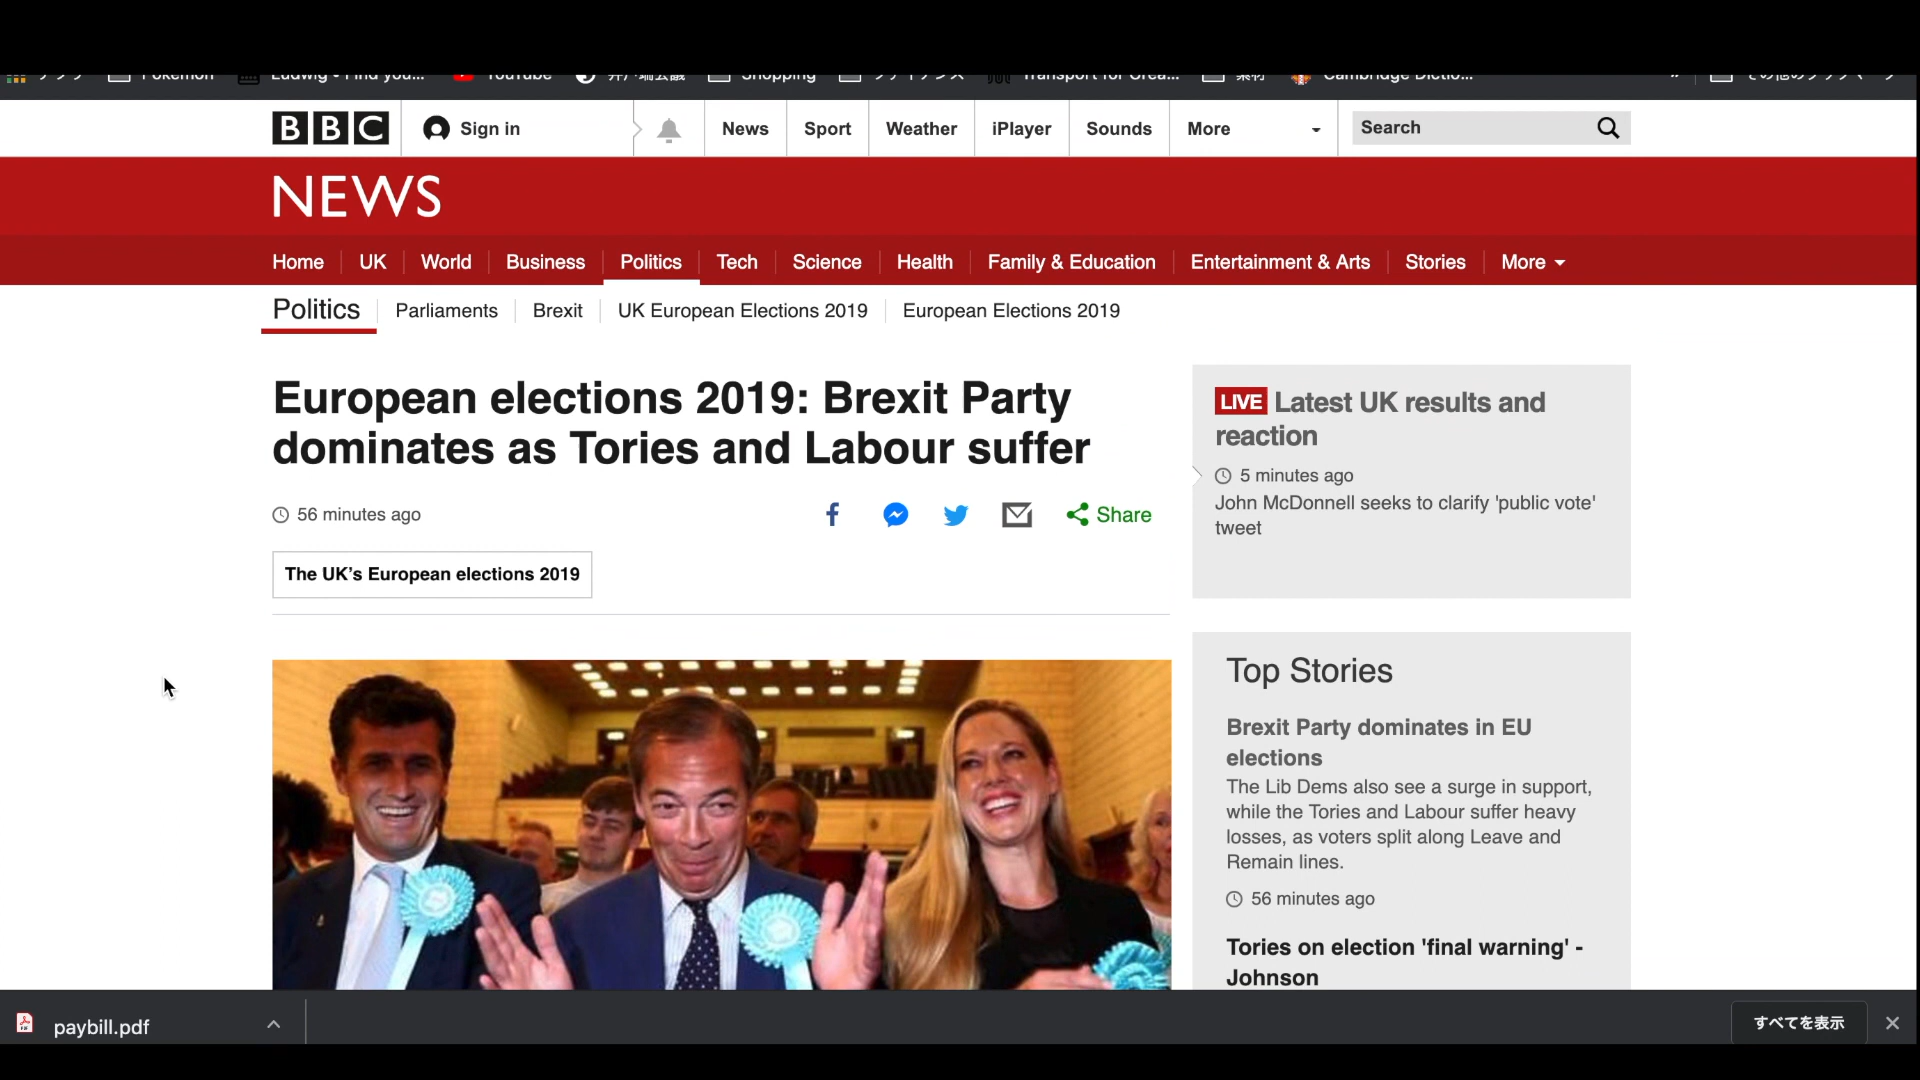 BBC
Sign in
News
Sport
Weather
iPlayer
Sounds
More
Search
NEWS
Home
UK
World
Business
Politics
Tech
Science
Health
Family & Education
Entertainment & Arts
Stories
More
Politics
Parliaments
Brexit
UK European Elections 2019
European Elections 2019
European elections 2019: Brexit Party
dominates as Tories and Labour suffer
56 minutes ago
Share
The UK’s European elections 2019
LIVE Latest UK results and
reaction
5 minutes ago
John McDonnell seeks to clarify 'public vote'
tweet
Top Stories
Brexit Party dominates in EU
elections
The Lib Dems also see a surge in support,
while the Tories and Labour suffer heavy
losses, as voters split along Leave and
Remain lines.
56 minutes ago
Tories on election 'final warning' -
Johnson
paybill.pdf
すべてを表示